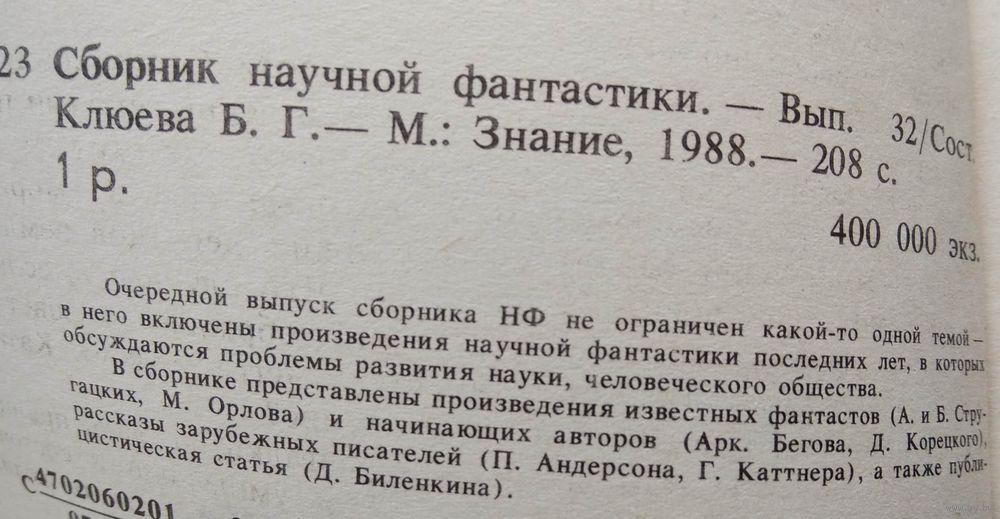 23 Сборник научной фантастики. — Вып. 32/Сост.
Клюева Б. Г.— М.: Знание, 1988.— 208 с.
1 р.
400 000 экз.
Очередной выпуск сборника НФ не ограничен какой-то одной темой —
в него включены произведения научной фантастики последних лет, в которых
обсуждаются проблемы развития науки, человеческого общества.
В сборнике представлены произведения известных фантастов (А. и Б. Стру-
гацких, М. Орлова) и начинающих авторов (Арк. Бегова, Д. Корецкого),
рассказы зарубежных писателей (П. Андерсона, Г. Каттнера), а также публи-
цистическая статья (Д. Биленкина).
С 4702060201